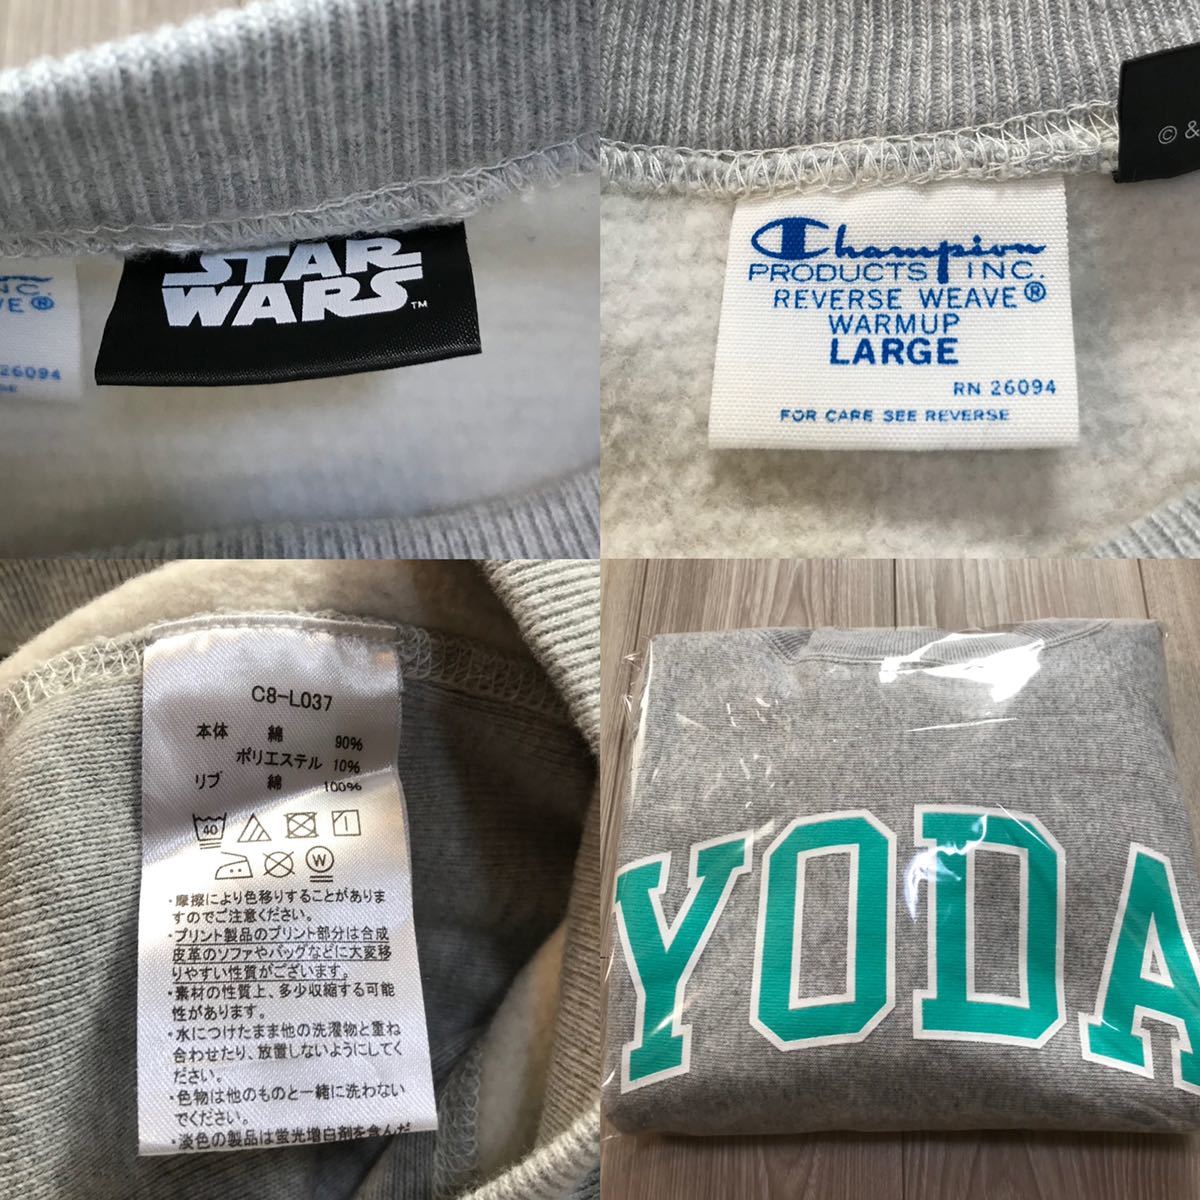 STAR
WARS™
INC.
VE®
26094
© &
Champion
PRODUCTS INC.
REVERSE WEAVE®
WARMUP
LARGE
RN 26094
FOR CARE SEE REVERSE
C8-L037
本体 綿 90%
ポリエステル 10%
リブ 綿 100%
40
W
・摩擦により色移りすることがありま
すのでご注意ください。
・プリント製品のプリント部分は合成
皮革のソファやバッグなどに大変移
りやすい性質がございます。
・素材の性質上、多少収縮する可能
性があります。
・水につけたまま他の洗濯物と重ね
合わせたり、放置しないようにしてく
ださい。
・色物は他のものと一緒に洗わない
でください。
・淡色の製品は蛍光増白剤を含んだ
YODA